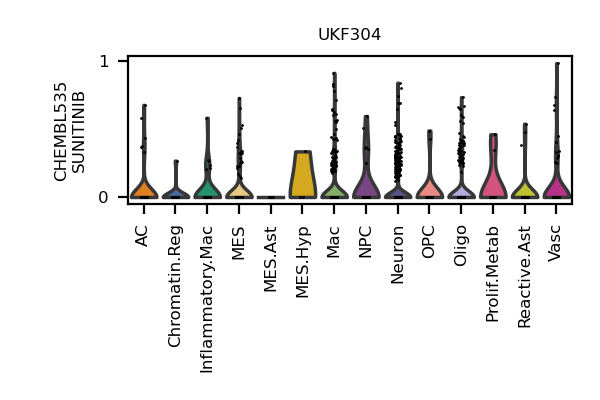 UKF304
CHEMBL535
SUNITINIB
1
0
AC
Chromatin.Reg
Inflammatory.Mac
MES
MES.Ast
MES.Hyp
Mac
NPC
Neuron
OPC
Oligo
Prolif.Metab
Reactive.Ast
Vasc